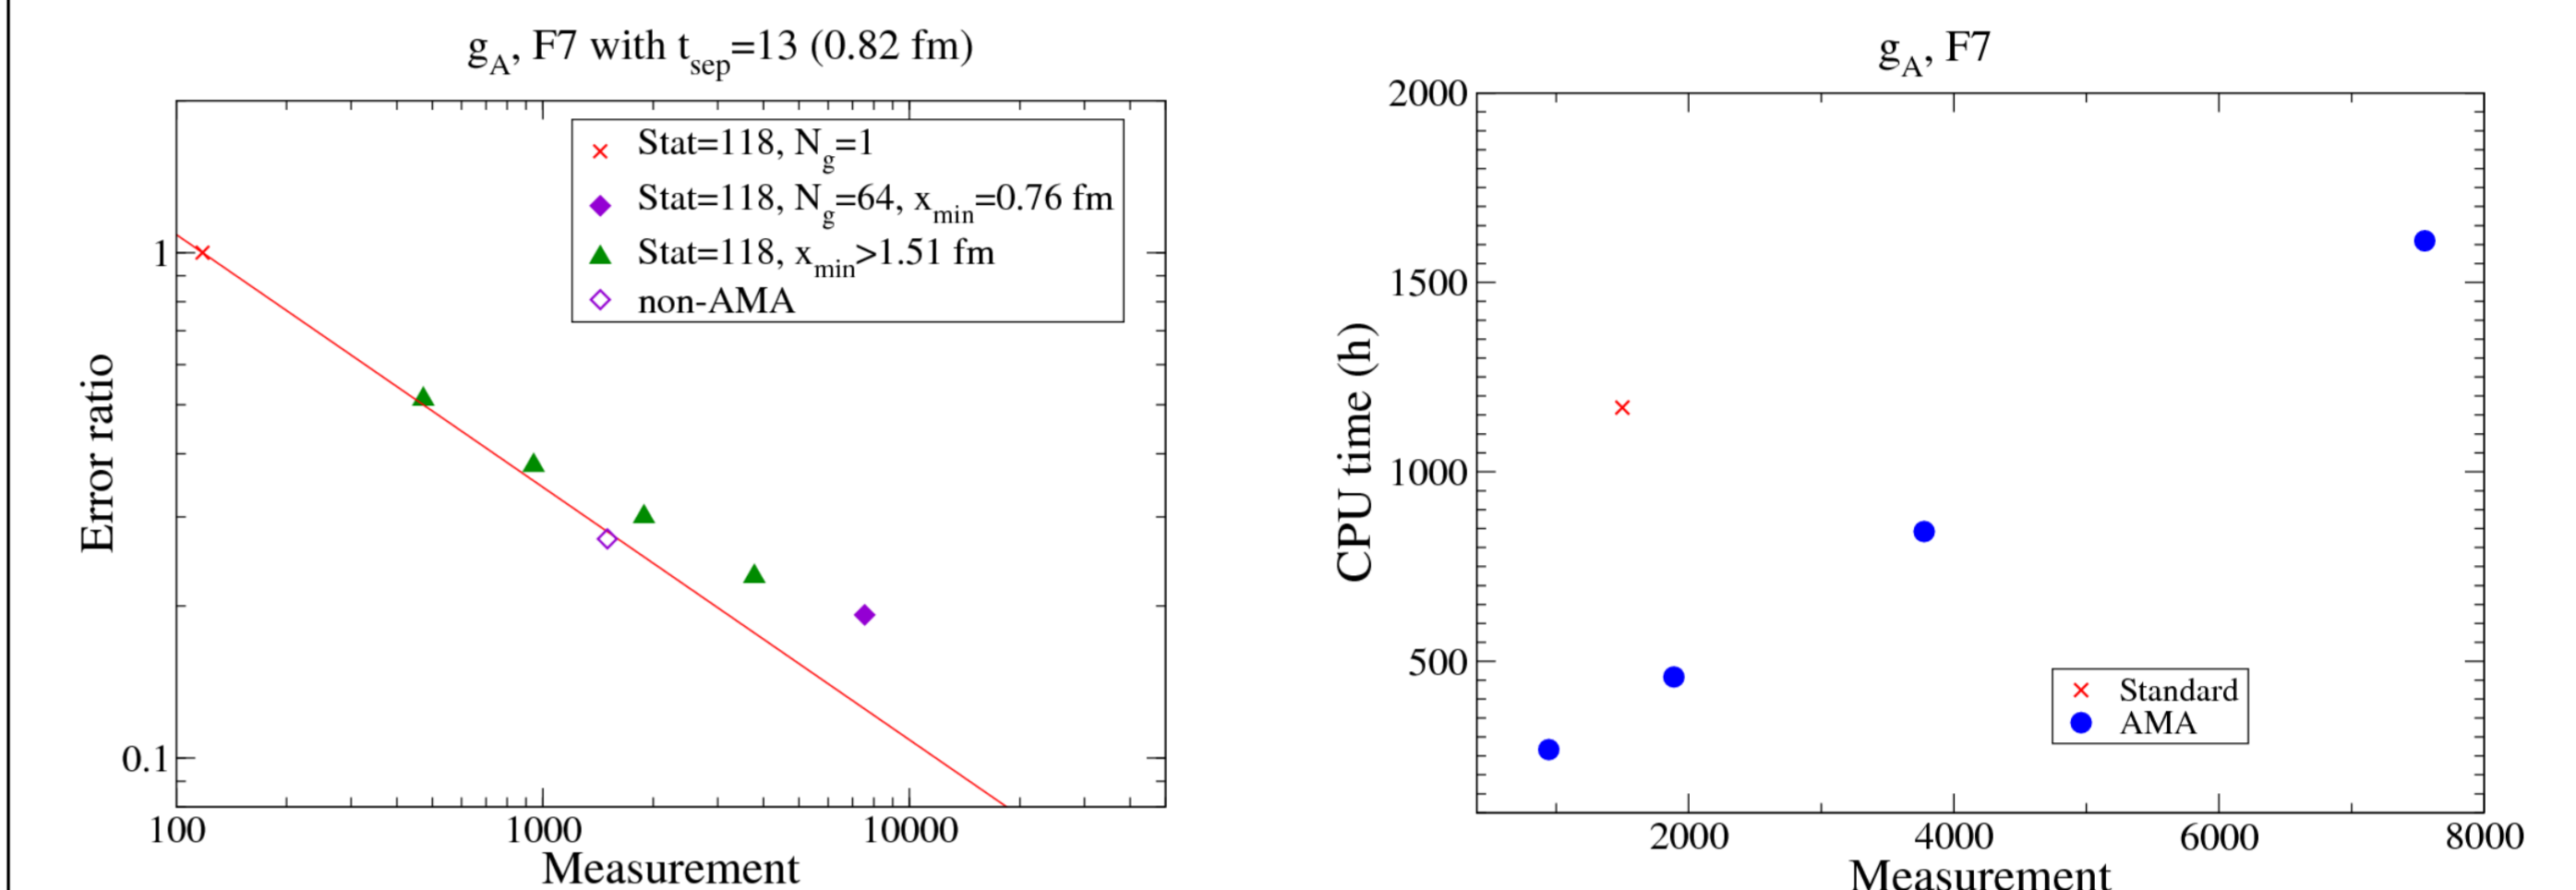 g_A, F7 with t_sep=13 (0.82 fm)
Stat=118, N_g=1
Stat=118, N_g=64, x_min=0.76 fm
Stat=118, x_min>1.51 fm
non-AMA
1
0.1
Error ratio
100 1000 10000
Measurement
g_A, F7
2000
1500
1000
500
CPU time (h)
Standard
AMA
2000 4000 6000 8000
Measurement